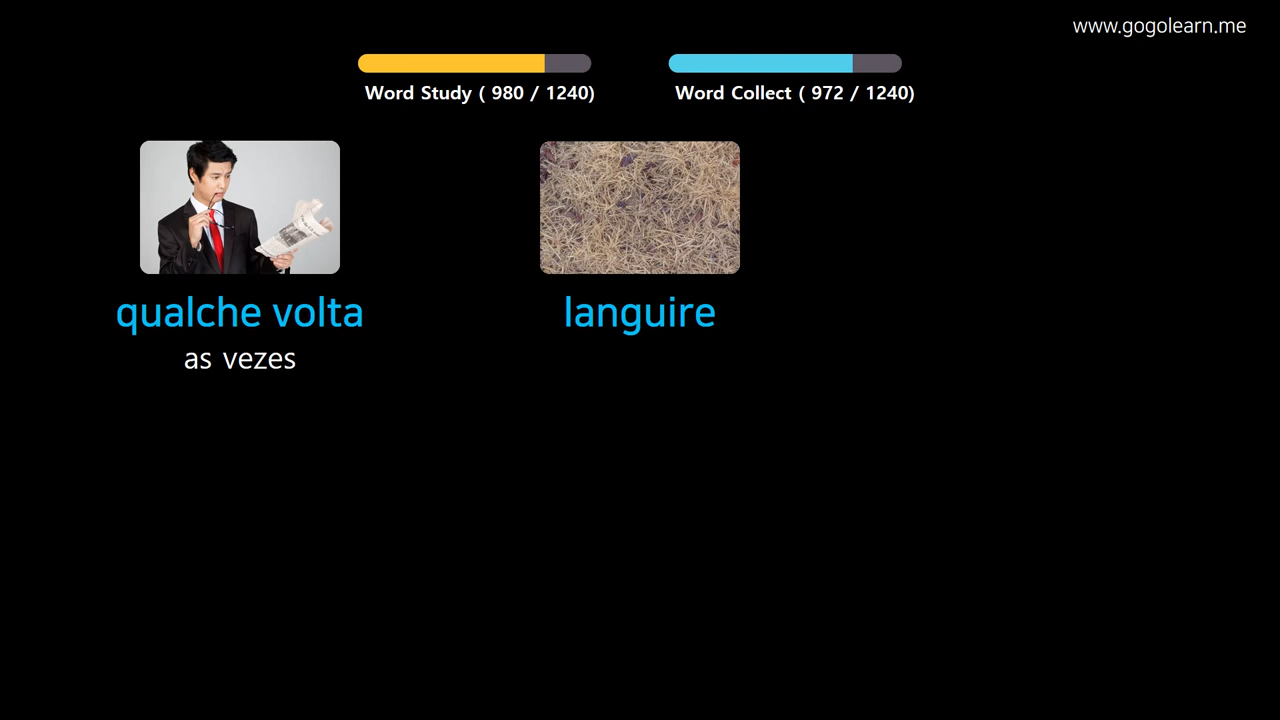 www.gogolearn.me
Word Study ( 980 / 1240)
Word Collect ( 972 / 1240)
qualche volta
as vezes
languire